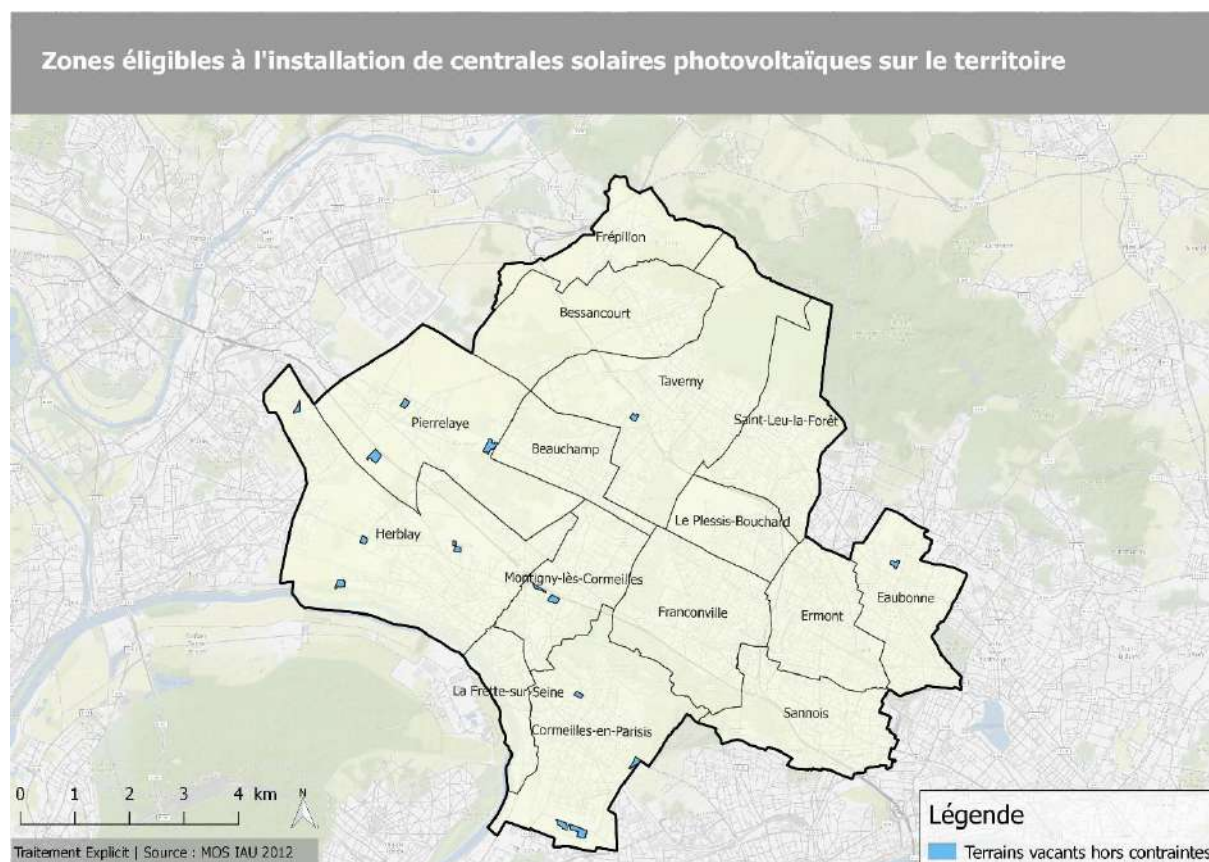 Zones éligibles à l'installation de centrales solaires photovoltaïques sur le territoire
Frépillon
Bessancourt
Taverny
Saint-Leu-la-Forêt
Pierrelaye
Beauchamp
Le Plessis-Bouchard
Herblay
Montigny-lès-Cormeilles
Franconville
Ermont
Eaubonne
La Frette-sur-Seine
Sannois
Cormeilles-en-Parisis
0 1 2 3 4 km
N
Légende
Terrains vacants hors contraintes
Traitement Explicit | Source : MOS IAU 2012